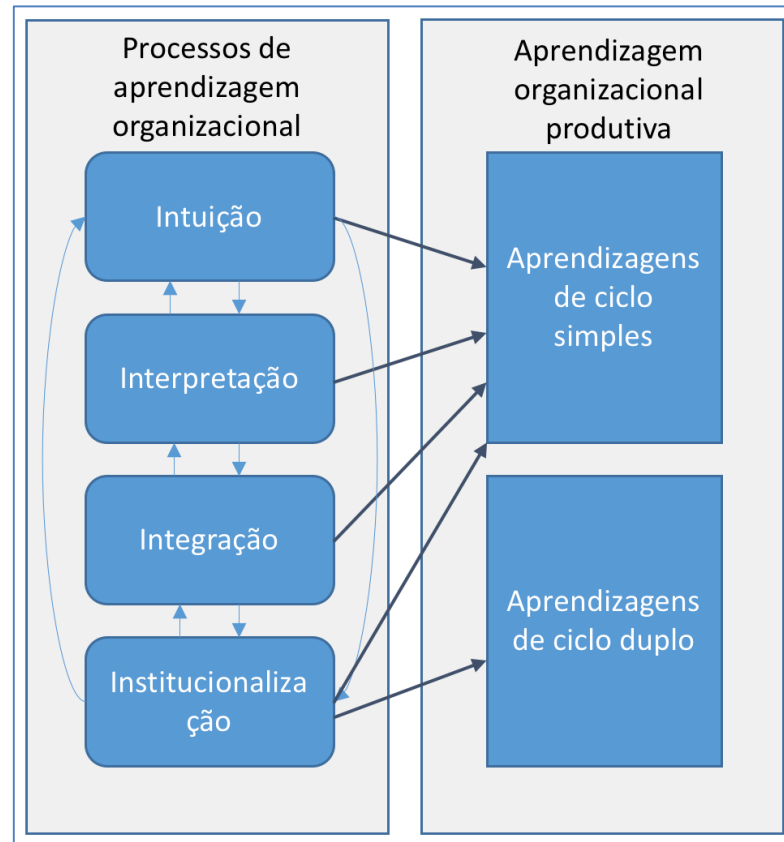 Processos de
aprendizagem
organizacional
Intuição
Interpretação
Integração
Institucionaliza
ção
Aprendizagem
organizacional
produtiva
Aprendizagens
de ciclo
simples
Aprendizagens
de ciclo duplo